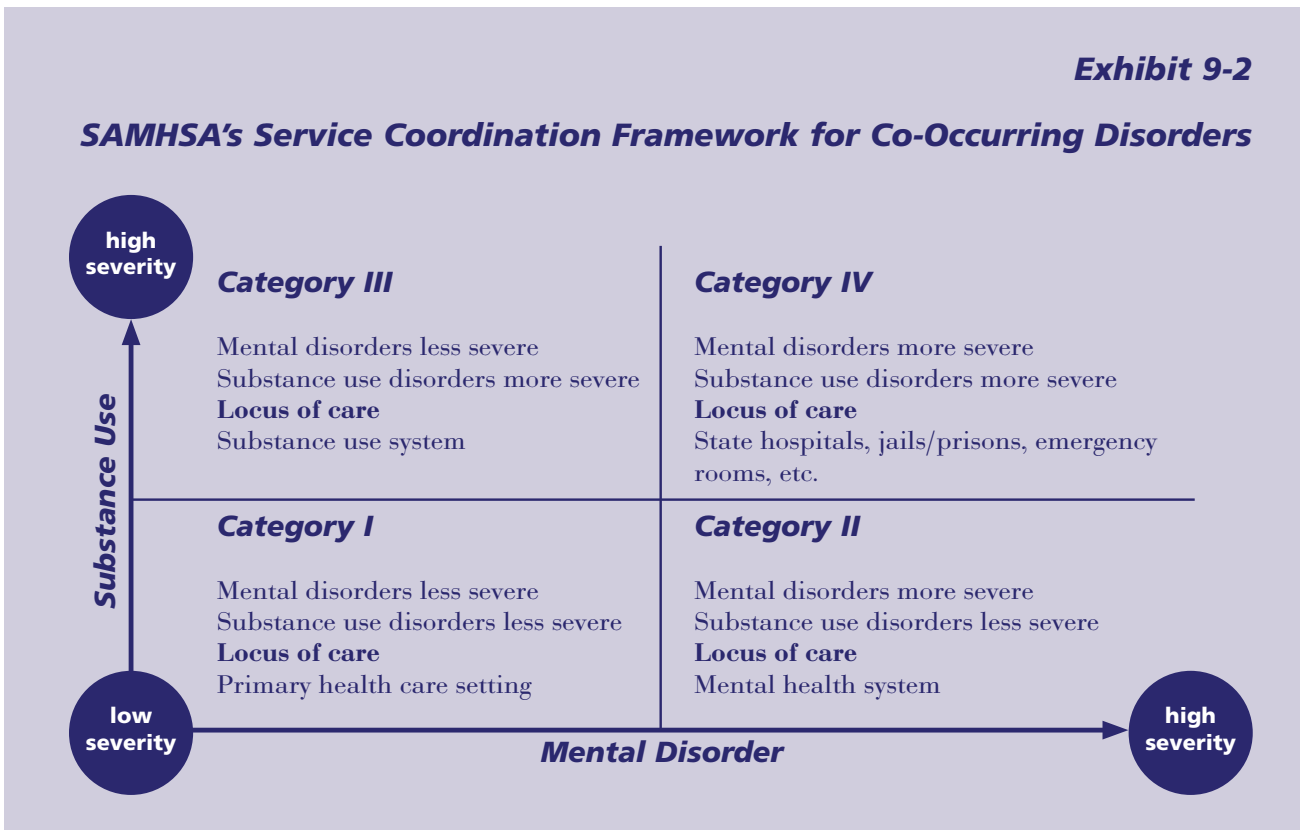 Exhibit 9-2
SAMHSA's Service Coordination Framework for Co-Occurring Disorders
high
severity
Substance Use
Category III
Mental disorders less severe
Substance use disorders more severe
Locus of care
Substance use system
Category IV
Mental disorders more severe
Substance use disorders more severe
Locus of care
State hospitals, jails/prisons, emergency
rooms, etc.
Category I
Mental disorders less severe
Substance use disorders less severe
Locus of care
Primary health care setting
Category II
Mental disorders more severe
Substance use disorders less severe
Locus of care
Mental health system
low
severity
Mental Disorder
high
severity